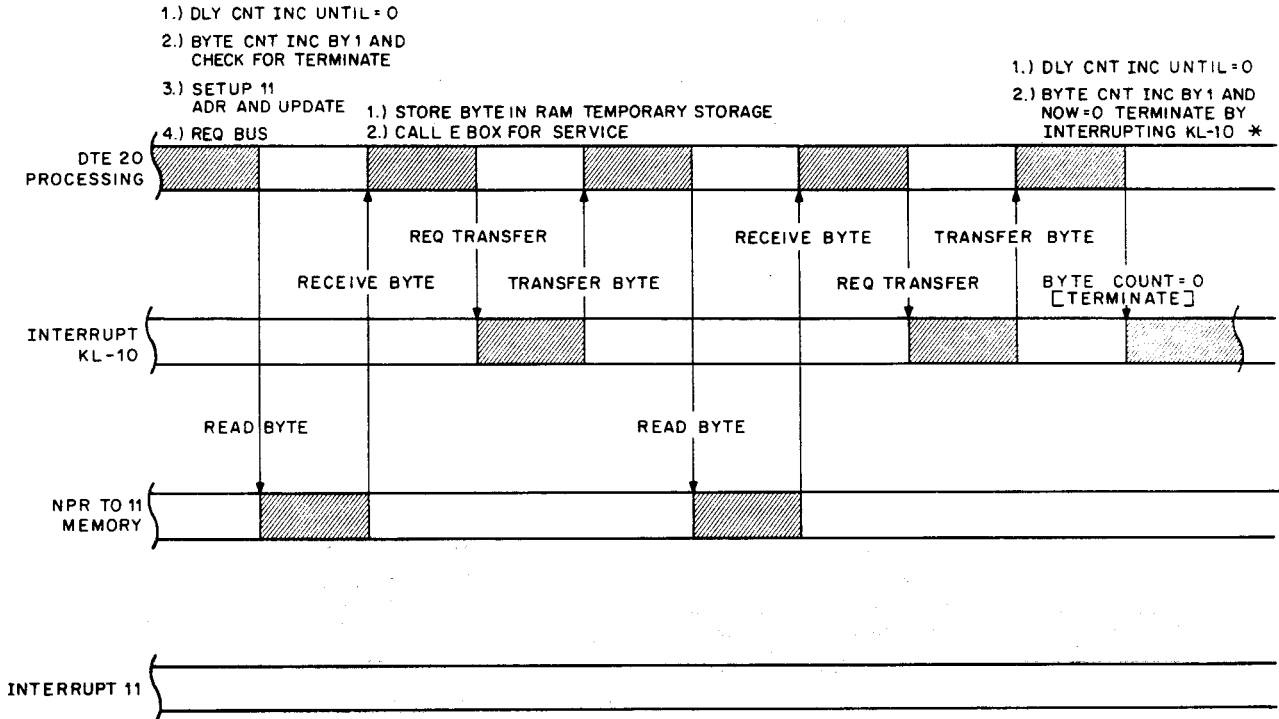 1.) DLY CNT INC UNTIL = 0
2.) BYTE CNT INC BY 1 AND
CHECK FOR TERMINATE
3.) SETUP 11
ADR AND UPDATE
4.) REQ BUS
1.) STORE BYTE IN RAM TEMPORARY STORAGE
2.) CALL E BOX FOR SERVICE
1.) DLY CNT INC UNTIL = 0
2.) BYTE CNT INC BY 1 AND
NOW = 0 TERMINATE BY
INTERRUPTING KL-10 *
DTE 20
PROCESSING
REQ TRANSFER
RECEIVE BYTE
TRANSFER BYTE
RECEIVE BYTE
TRANSFER BYTE
REQ TRANSFER
BYTE COUNT = 0
[TERMINATE]
INTERRUPT
KL-10
READ BYTE
READ BYTE
NPR TO 11
MEMORY
INTERRUPT 11